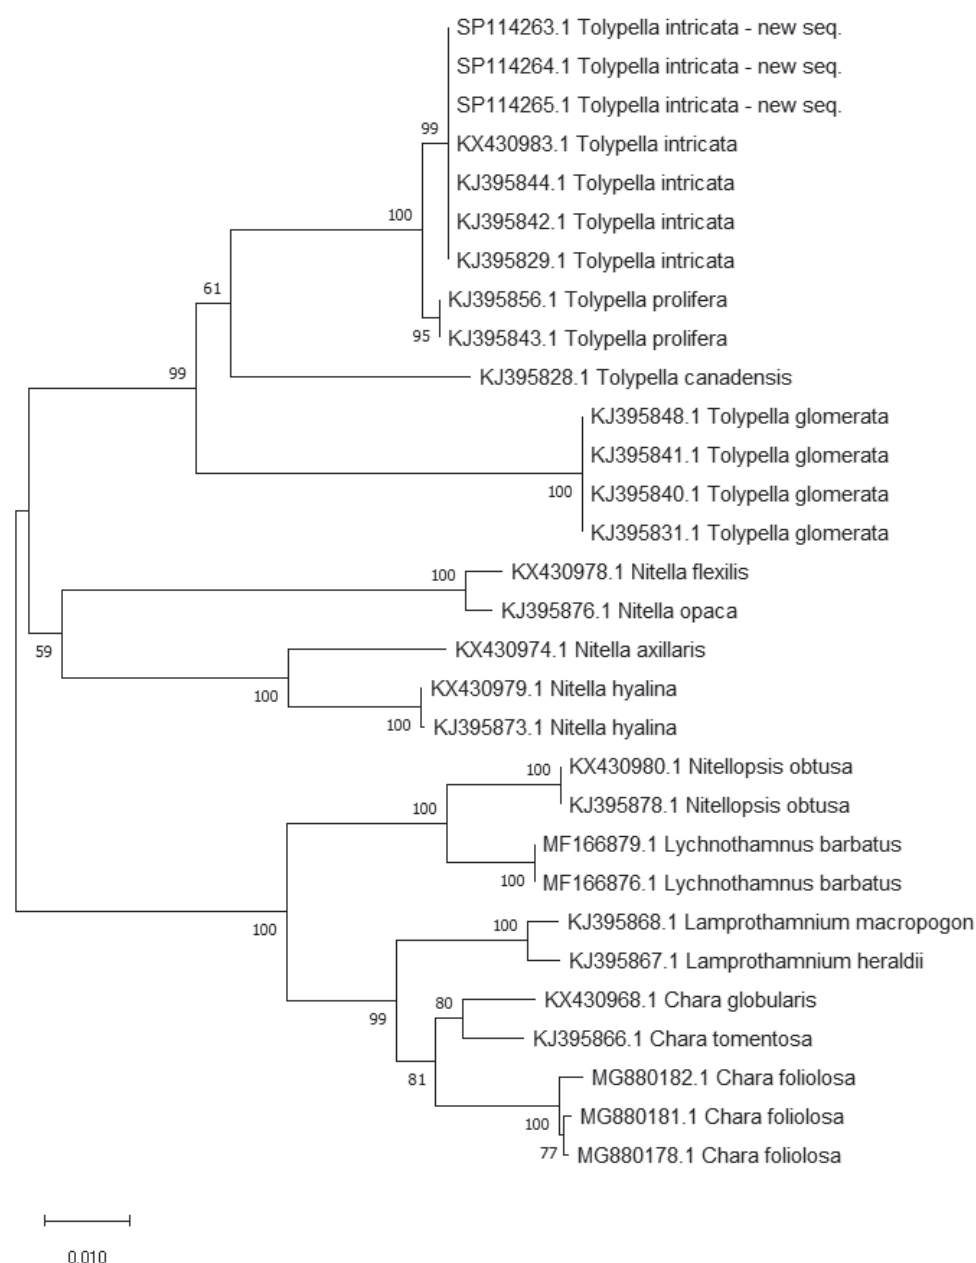 SP114263.1 Tolypella intricata - new seq.
SP114264.1 Tolypella intricata - new seq.
SP114265.1 Tolypella intricata - new seq.
99
KX430983.1 Tolypella intricata
KJ395844.1 Tolypella intricata
100
KJ395842.1 Tolypella intricata
KJ395829.1 Tolypella intricata
61
KJ395856.1 Tolypella prolifera
95
KJ395843.1 Tolypella prolifera
99
KJ395828.1 Tolypella canadensis
KJ395848.1 Tolypella glomerata
KJ395841.1 Tolypella glomerata
100
KJ395840.1 Tolypella glomerata
KJ395831.1 Tolypella glomerata
100
KX430978.1 Nitella flexilis
KJ395876.1 Nitella opaca
59
KX430974.1 Nitella axillaris
100
KX430979.1 Nitella hyalina
100
KJ395873.1 Nitella hyalina
100
KX430980.1 Nitellopsis obtusa
100
KJ395878.1 Nitellopsis obtusa
MF166879.1 Lychnothamnus barbatus
100
MF166876.1 Lychnothamnus barbatus
100
100
KJ395868.1 Lamprothamnium macropogon
KJ395867.1 Lamprothamnium heraldii
99
80
KX430968.1 Chara globularis
KJ395866.1 Chara tomentosa
81
MG880182.1 Chara foliolosa
100
MG880181.1 Chara foliolosa
77
MG880178.1 Chara foliolosa
0.010